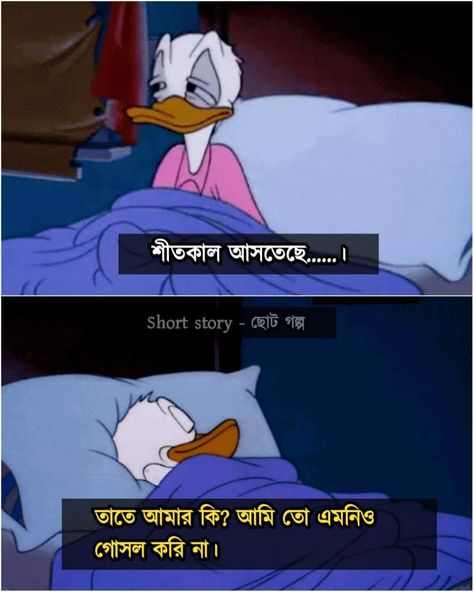 শীতকাল আসতেছে......।
Short story - ছোট গল্প
তাতে আমার কি? আমি তো এমনিও
গোসল করি না।